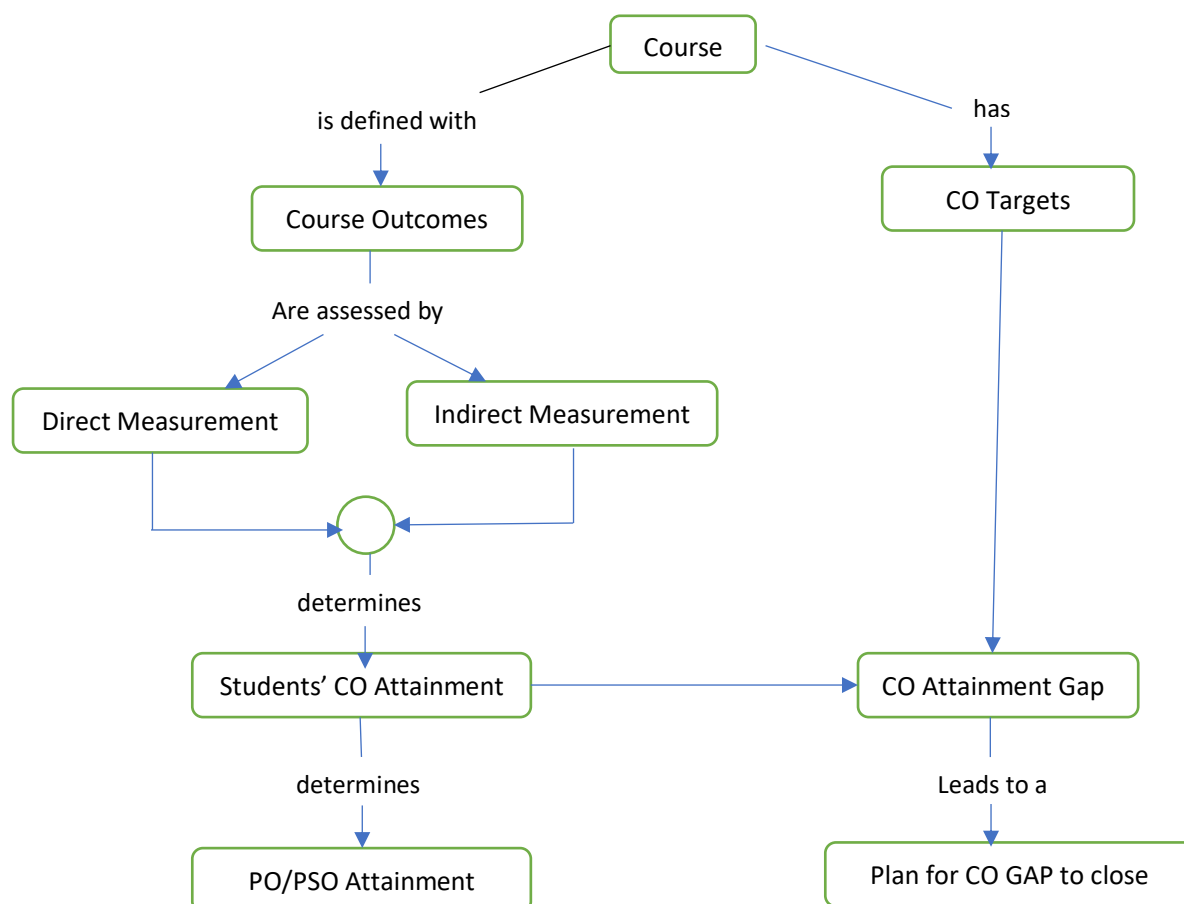 Course
is defined with
has
Course Outcomes
CO Targets
Are assessed by
Direct Measurement
Indirect Measurement
determines
Students’ CO Attainment
CO Attainment Gap
determines
Leads to a
PO/PSO Attainment
Plan for CO GAP to close